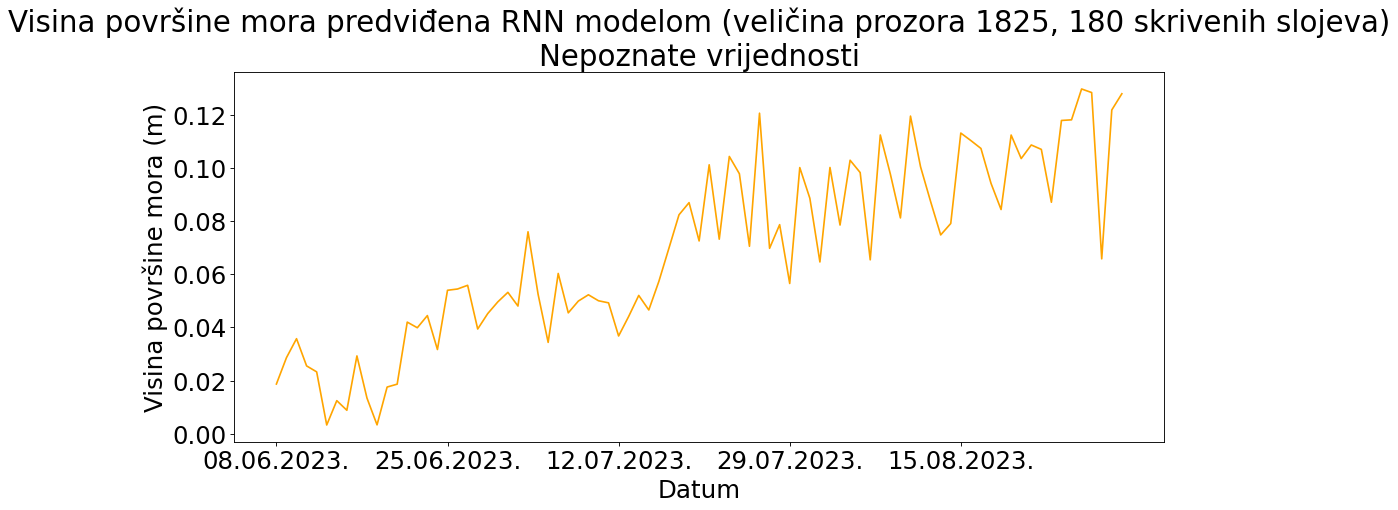 Visina površine mora predviđena RNN modelom (veličina prozora 1825, 180 skrivenih slojeva)
Nepoznate vrijednosti
Visina površine mora (m)
0.12
0.10
0.08
0.06
0.04
0.02
0.00
08.06.2023. 25.06.2023. 12.07.2023. 29.07.2023. 15.08.2023.
Datum